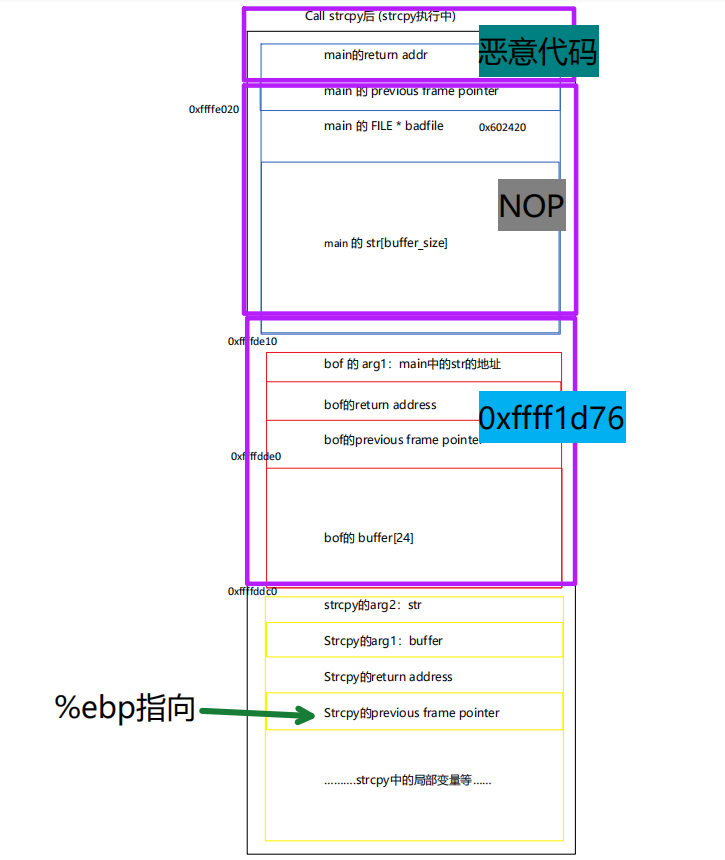 Call strcpy后 (strcpy执行中)
main的return addr
恶意代码
main 的 previous frame pointer
0xffffe020
main 的 FILE * badfile
0x602420
NOP
main 的 str[buffer_size]
0xffffde10
bof 的 arg1：main中的str的地址
bof的return address
0xffff1d76
bof的previous frame pointer
0xffffdde0
bof的 buffer[24]
0xffffddc0
strcpy的arg2：str
Strcpy的arg1：buffer
Strcpy的return address
%ebp指向
Strcpy的previous frame pointer
..........strcpy中的局部变量等......